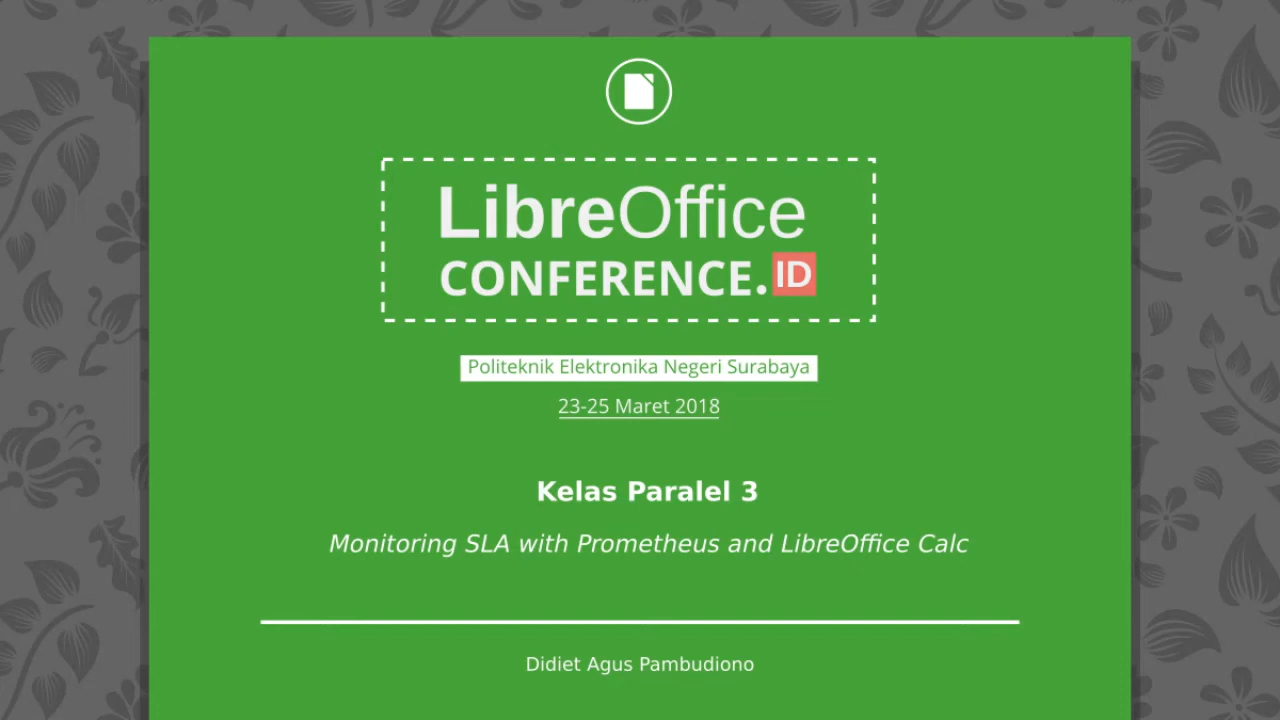 LibreOffice
CONFERENCE.ID
Politeknik Elektronika Negeri Surabaya
23-25 Maret 2018
Kelas Paralel 3
Monitoring SLA with Prometheus and LibreOffice Calc
Didiet Agus Pambudiono